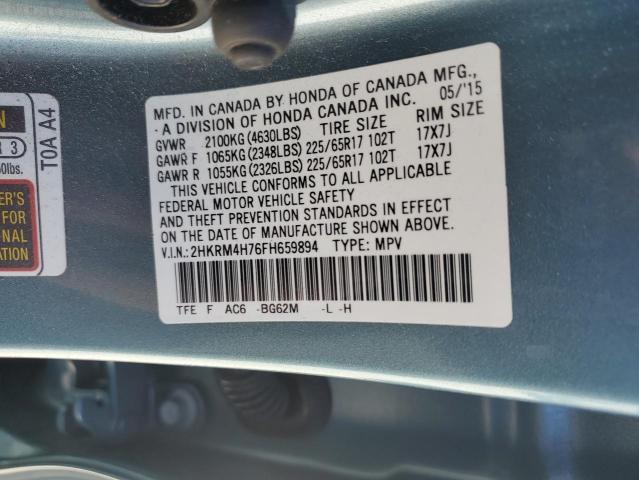 MFD. IN CANADA BY HONDA OF CANADA MFG.,
· A DIVISION OF HONDA CANADA INC. 05/'15
GVWR 2100KG(4630LBS) TIRE SIZE RIM SIZE
GAWR F 1065KG(2348LBS) 225/65R17 102T 17X7J
GAWR R 1055KG(2326LBS) 225/65R17 102T 17X7J
THIS VEHICLE CONFORMS TO ALL APPLICABLE
FEDERAL MOTOR VEHICLE SAFETY
AND THEFT PREVENTION STANDARDS IN EFFECT
ON THE DATE OF MANUFACTURE SHOWN ABOVE.
V.I.N.: 2HKRM4H76FH659894 TYPE: MPV
TFE F AC6 -BG62M -L -H
T0A A4
R 3
0lbs.
ER'S
FOR
NAL
ATION